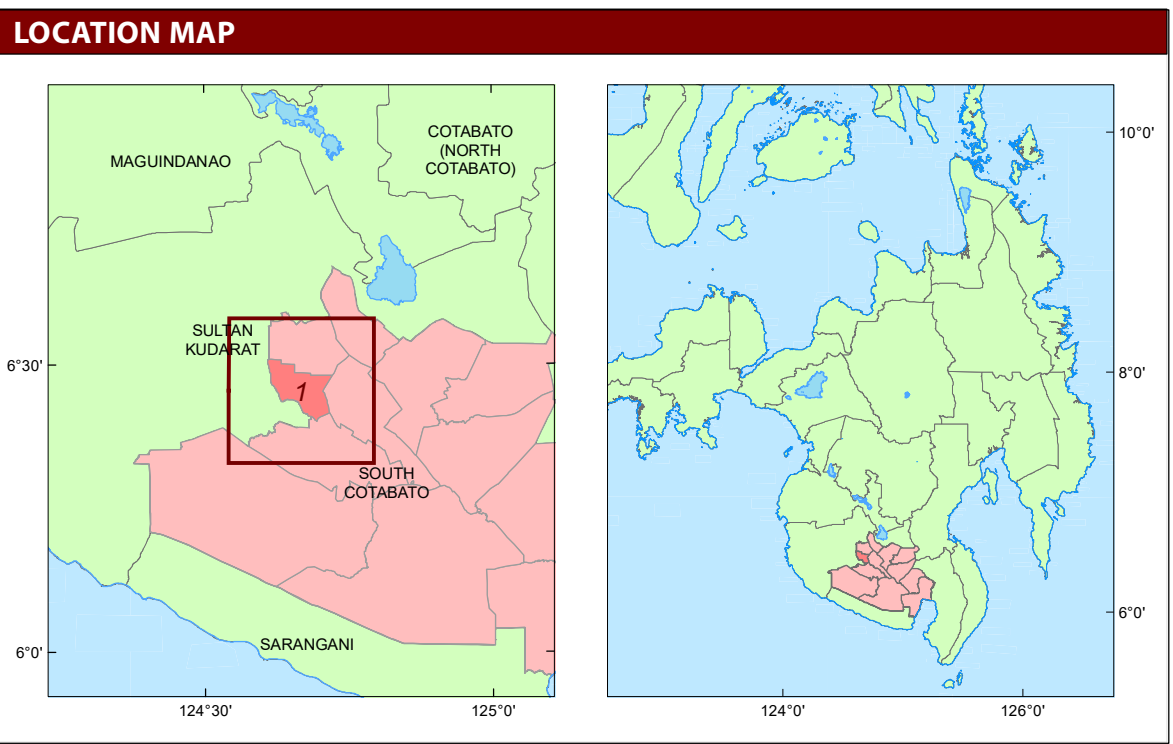 LOCATION MAP
MAGUINDANAO
COTABATO
(NORTH
COTABATO)
SULTAN
KUDARAT
1
SOUTH
COTABATO
SARANGANI
6°30'
6°0'
124°30'
125°0'
10°0'
8°0'
6°0'
124°0'
126°0'